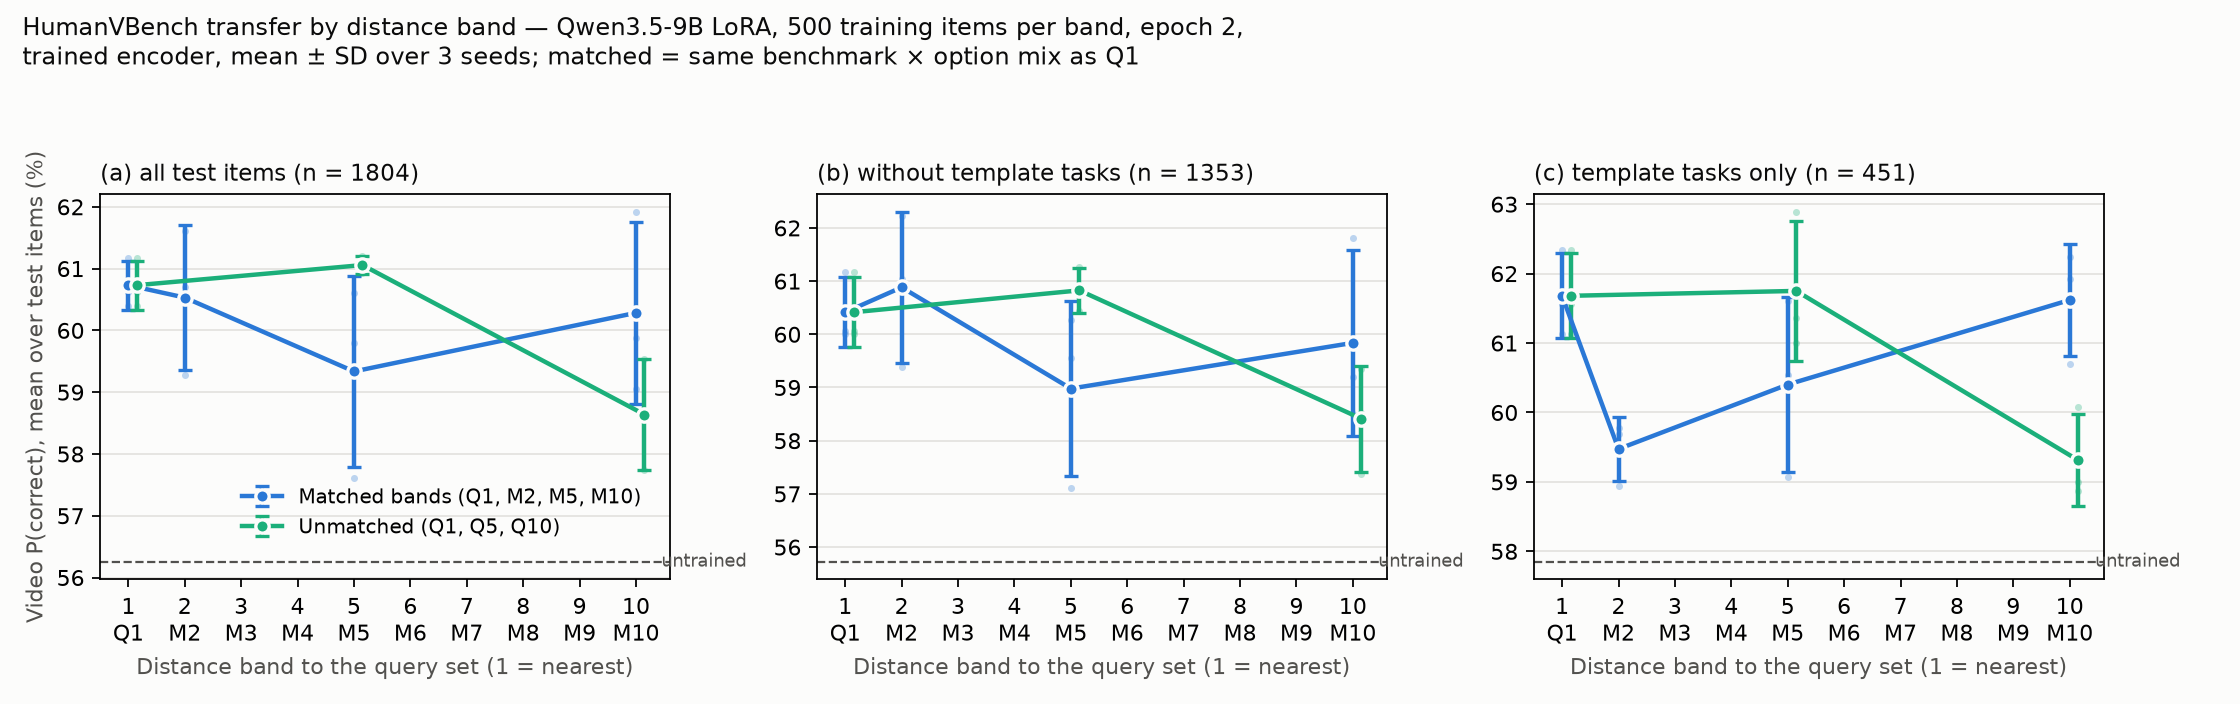 HumanVBench transfer by distance band — Qwen3.5-9B LoRA, 500 training items per band, epoch 2,
trained encoder, mean ± SD over 3 seeds; matched = same benchmark × option mix as Q1
Video P(correct), mean over test items (%)
(a) all test items (n = 1804)
62
61
60
59
58
57
56
Matched bands (Q1, M2, M5, M10)
Unmatched (Q1, Q5, Q10)
untrained
1 2 3 4 5 6 7 8 9 10
Q1 M2 M3 M4 M5 M6 M7 M8 M9 M10
Distance band to the query set (1 = nearest)
(b) without template tasks (n = 1353)
62
61
60
59
58
57
56
untrained
1 2 3 4 5 6 7 8 9 10
Q1 M2 M3 M4 M5 M6 M7 M8 M9 M10
Distance band to the query set (1 = nearest)
(c) template tasks only (n = 451)
63
62
61
60
59
58
untrained
1 2 3 4 5 6 7 8 9 10
Q1 M2 M3 M4 M5 M6 M7 M8 M9 M10
Distance band to the query set (1 = nearest)